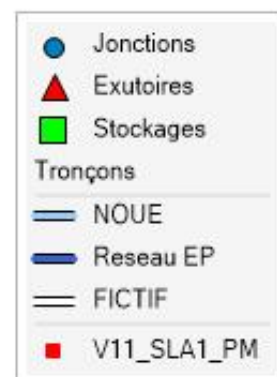 Jonctions
Exutoires
Stockages
Tronçons
NOUE
Reseau EP
FICTIF
V11_SLA1_PM